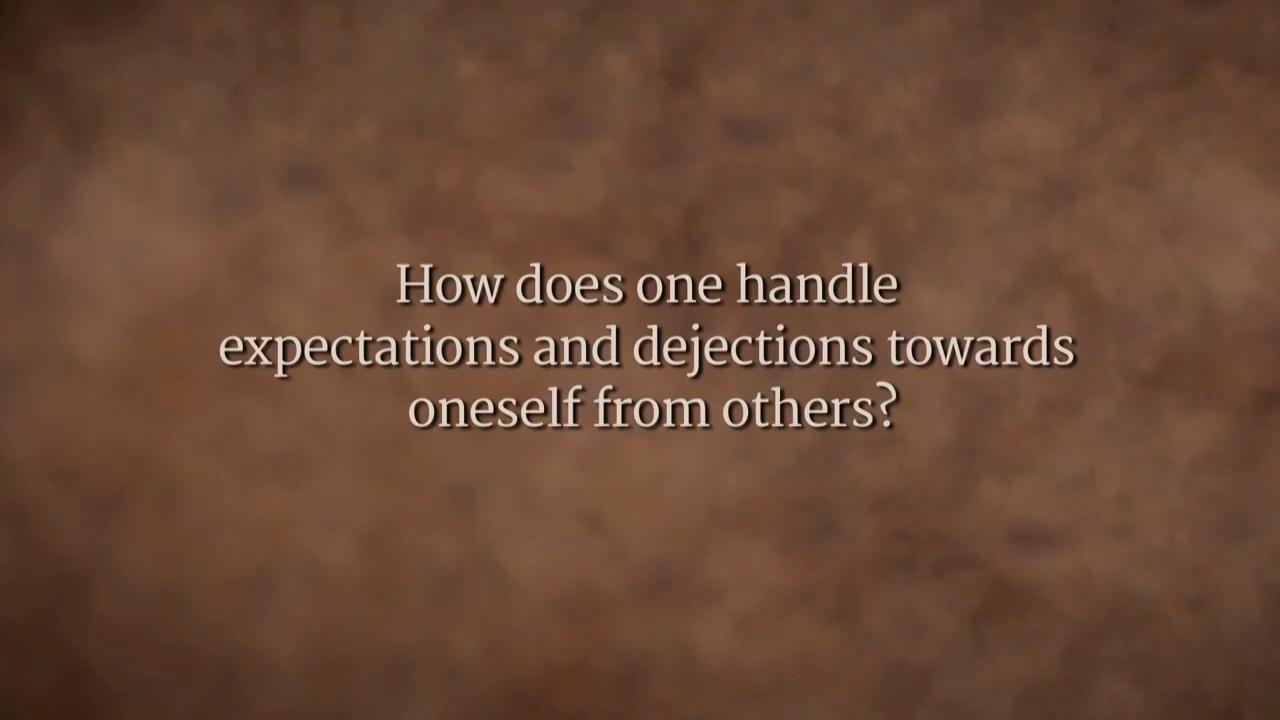 How does one handle
expectations and dejections towards
oneself from others?